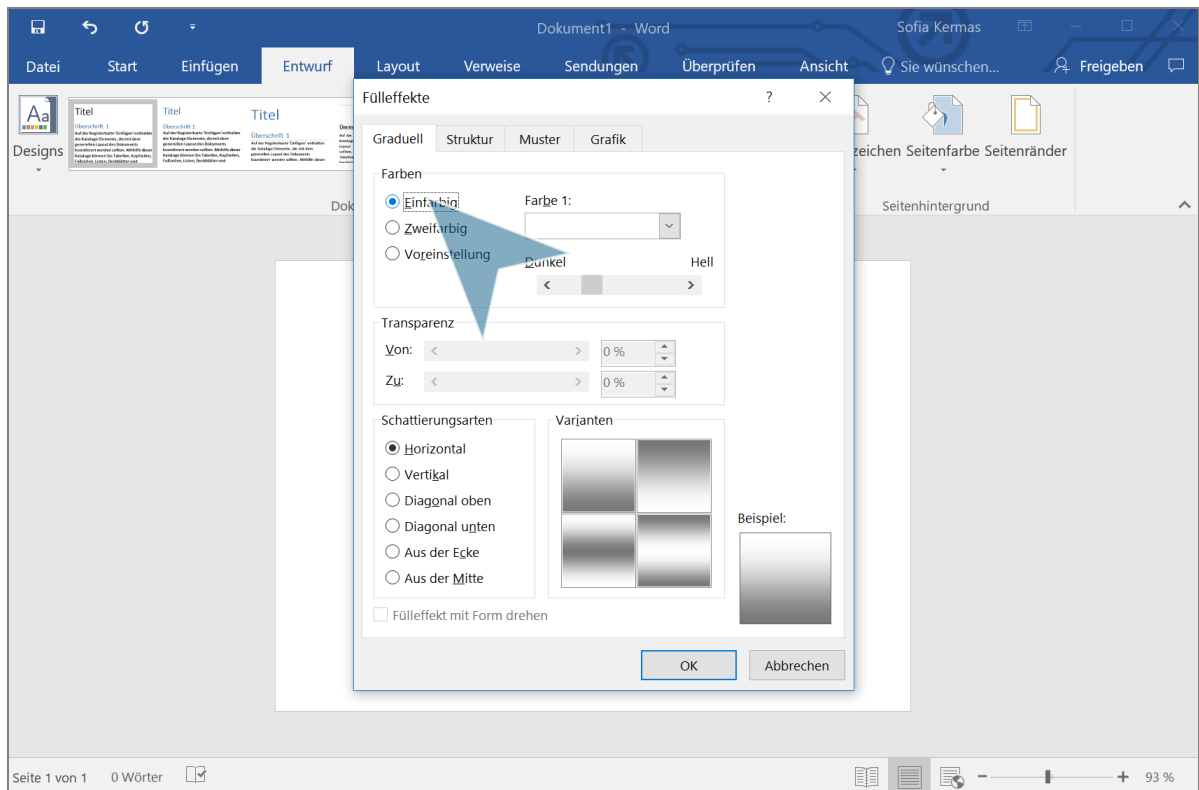 Dokument1 - Word
Sofia Kermas
Datei Start Einfügen Entwurf Layout Verweise Sendungen Überprüfen Ansicht Sie wünschen... Freigeben
Aa
Designs
Titel
Überschrift 1
Titel
Überschrift 1
Titel
Überschrift 1
Dok
zeichen Seitenfarbe Seitenränder
Seitenhintergrund
Fülleffekte ?
Graduell Struktur Muster Grafik
Farben
Einfarbig
Zweifarbig
Voreinstellung
Farbe 1:
Dunkel Hell
Transparenz
Von: 0 %
Zu: 0 %
Schattierungsarten
Horizontal
Vertikal
Diagonal oben
Diagonal unten
Aus der Ecke
Aus der Mitte
Varianten
Beispiel:
Fülleffekt mit Form drehen
OK Abbrechen
Seite 1 von 1 0 Wörter 93 %